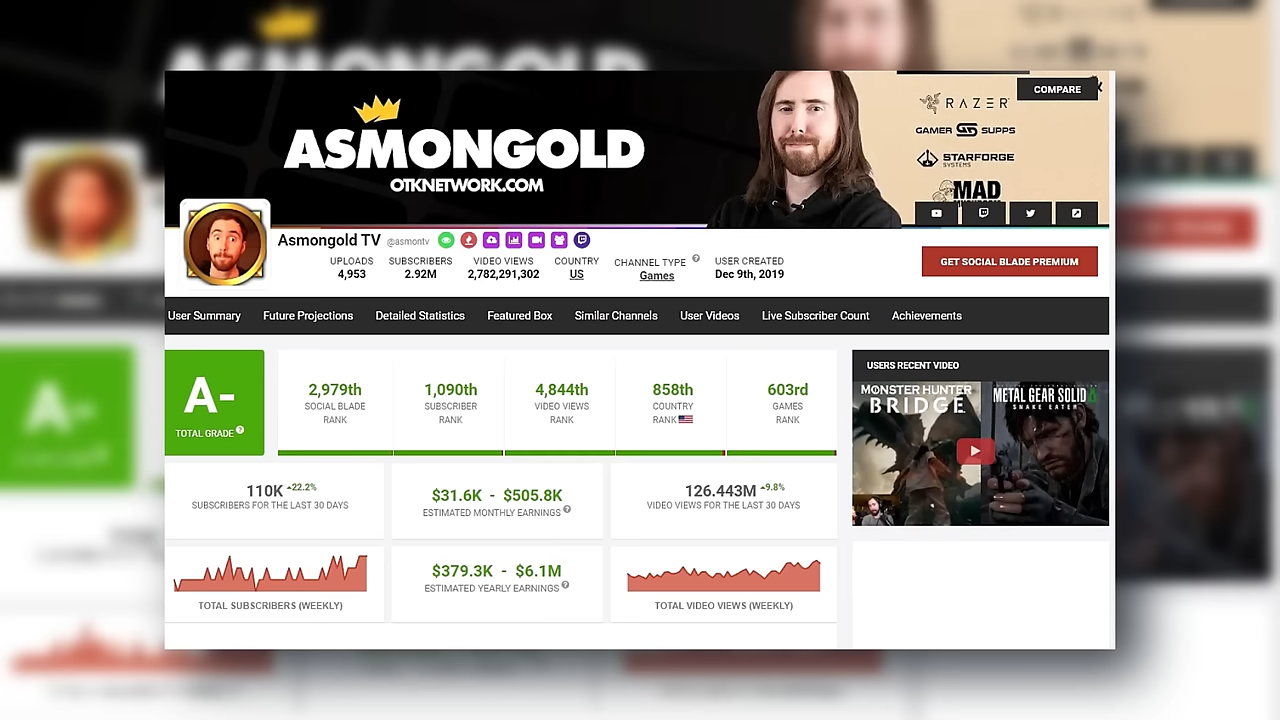 ASMONGOLD
OTKNETWORK.COM
COMPARE
RAZER
GAMER SUPPS
STARFORGE
SYSTEMS
MAD
Asmongold TV @asmontv
UPLOADS SUBSCRIBERS VIDEO VIEWS COUNTRY CHANNEL TYPE ? USER CREATED
4,953 2.92M 2,782,291,302 US Games Dec 9th, 2019
GET SOCIAL BLADE PREMIUM
User Summary Future Projections Detailed Statistics Featured Box Similar Channels User Videos Live Subscriber Count Achievements
A-
TOTAL GRADE ?
2,979th 1,090th 4,844th 858th 603rd
SOCIAL BLADE SUBSCRIBER VIDEO VIEWS COUNTRY GAMES
RANK RANK RANK RANK RANK
USERS RECENT VIDEO
MONSTER HUNTER
BRIDGE
METAL GEAR SOLID Δ
SNAKE EATER
110K 22.2%
SUBSCRIBERS FOR THE LAST 30 DAYS
$31.6K - $505.8K
ESTIMATED MONTHLY EARNINGS ?
126.443M 9.8%
VIDEO VIEWS FOR THE LAST 30 DAYS
TOTAL SUBSCRIBERS (WEEKLY)
$379.3K - $6.1M
ESTIMATED YEARLY EARNINGS ?
TOTAL VIDEO VIEWS (WEEKLY)